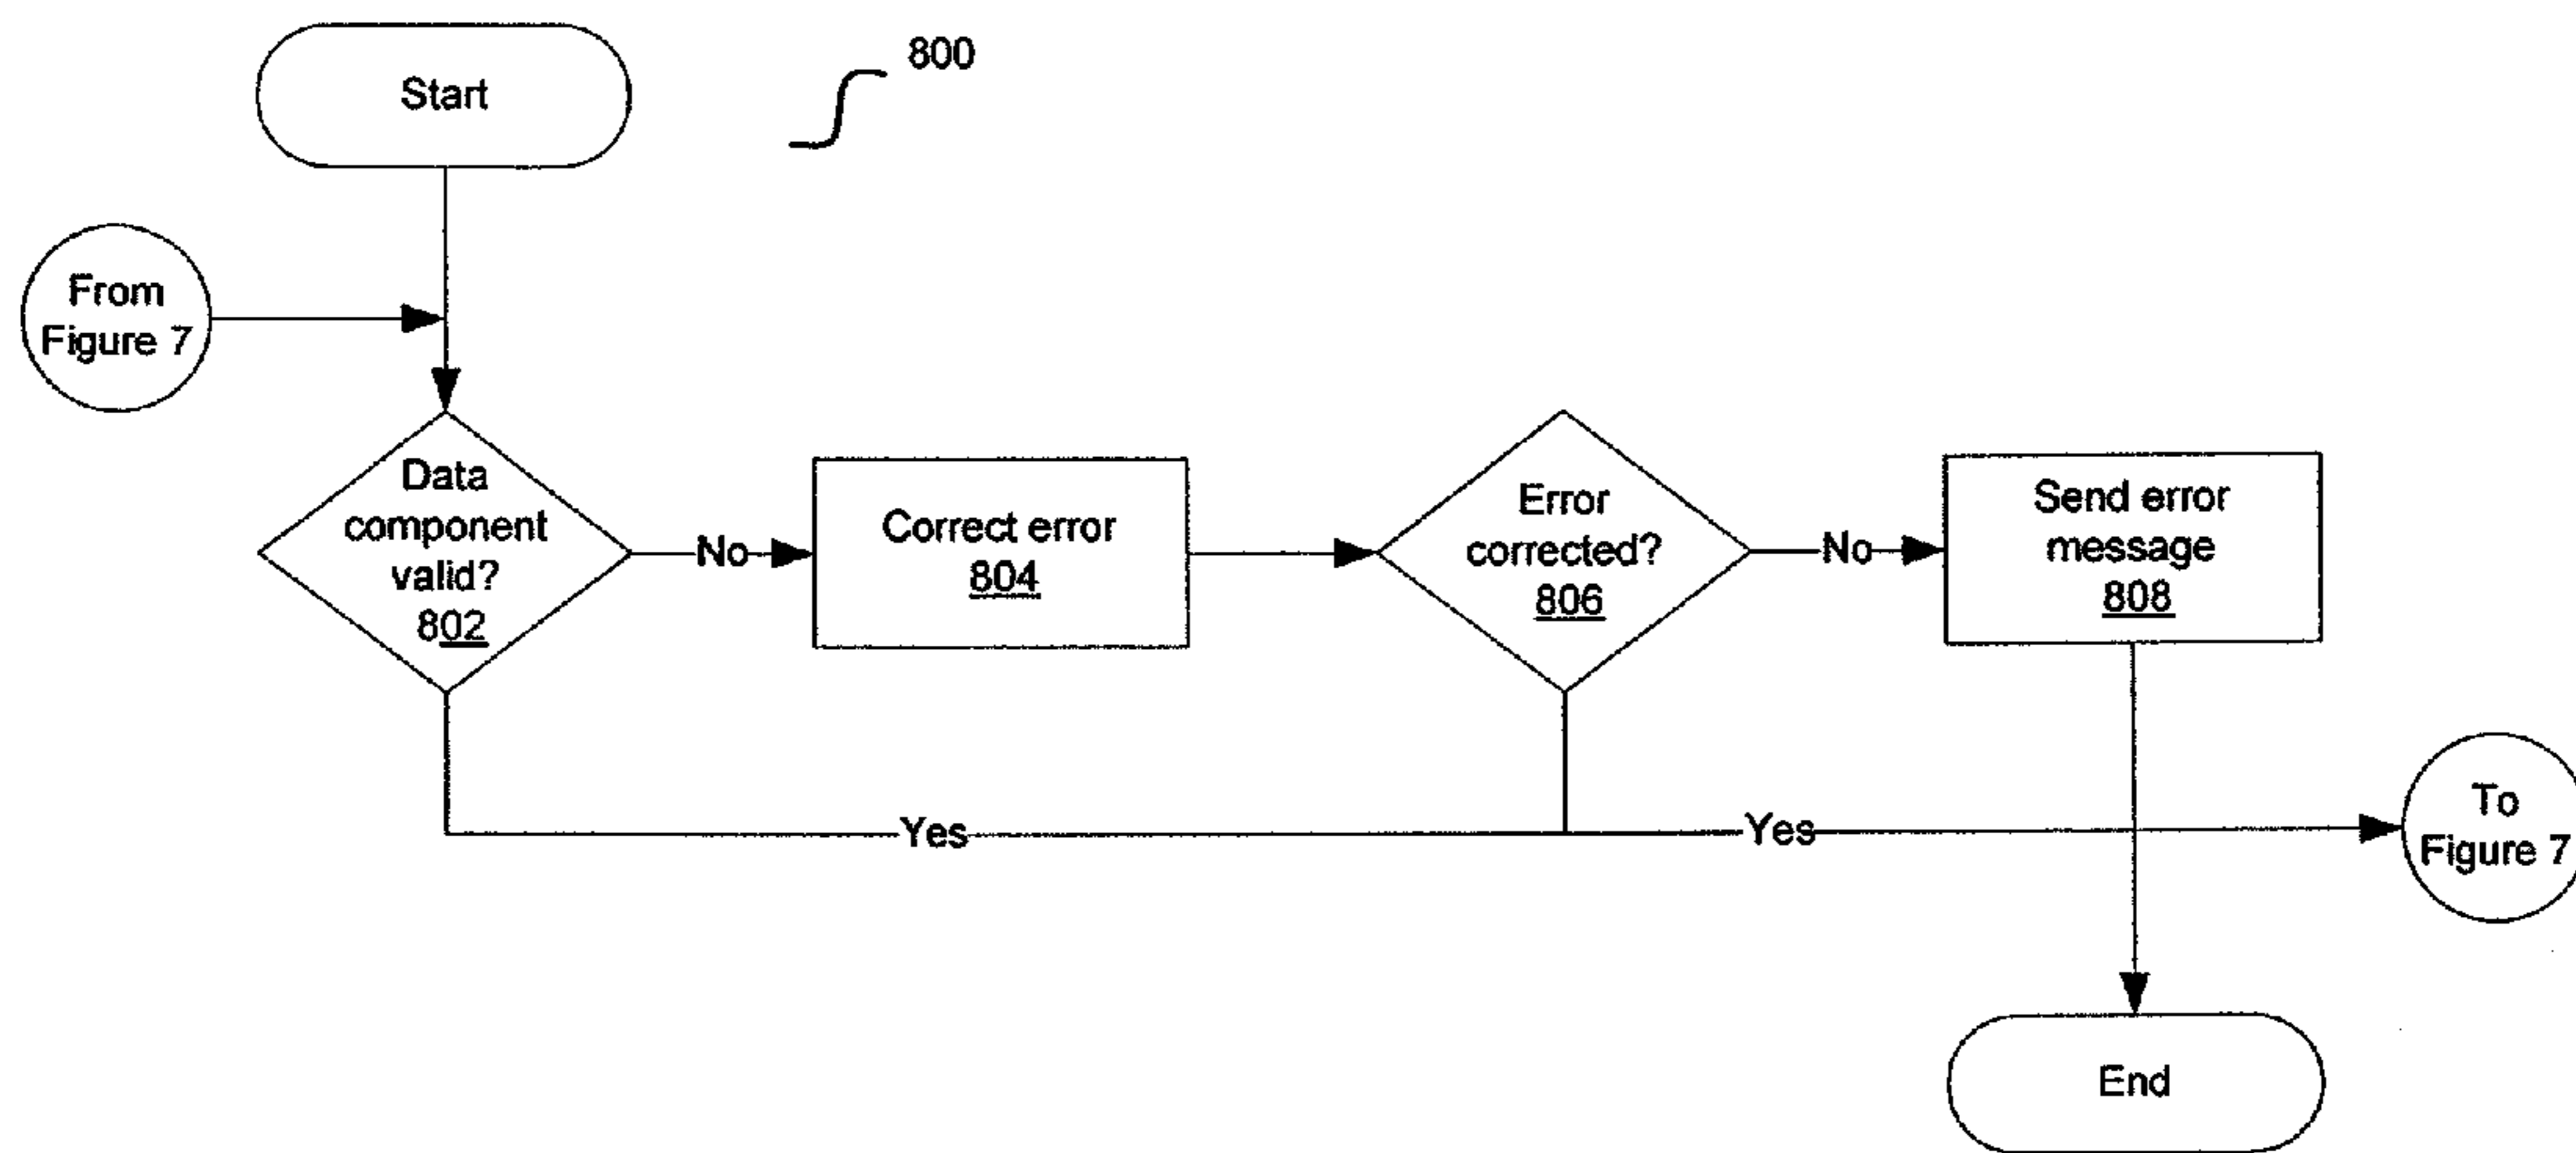 Start
800
From
Figure 7
Data
component
valid?
802
No
Correct error
804
Error
corrected?
806
No
Send error
message
808
Yes
Yes
To
Figure 7
End